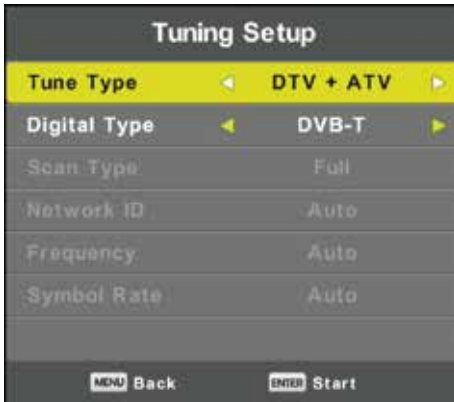 Tuning Setup
Tune Type DTV + ATV
Digital Type DVB-T
Scan Type Full
Network ID Auto
Frequency Auto
Symbol Rate Auto
MENU Back ENTER Start